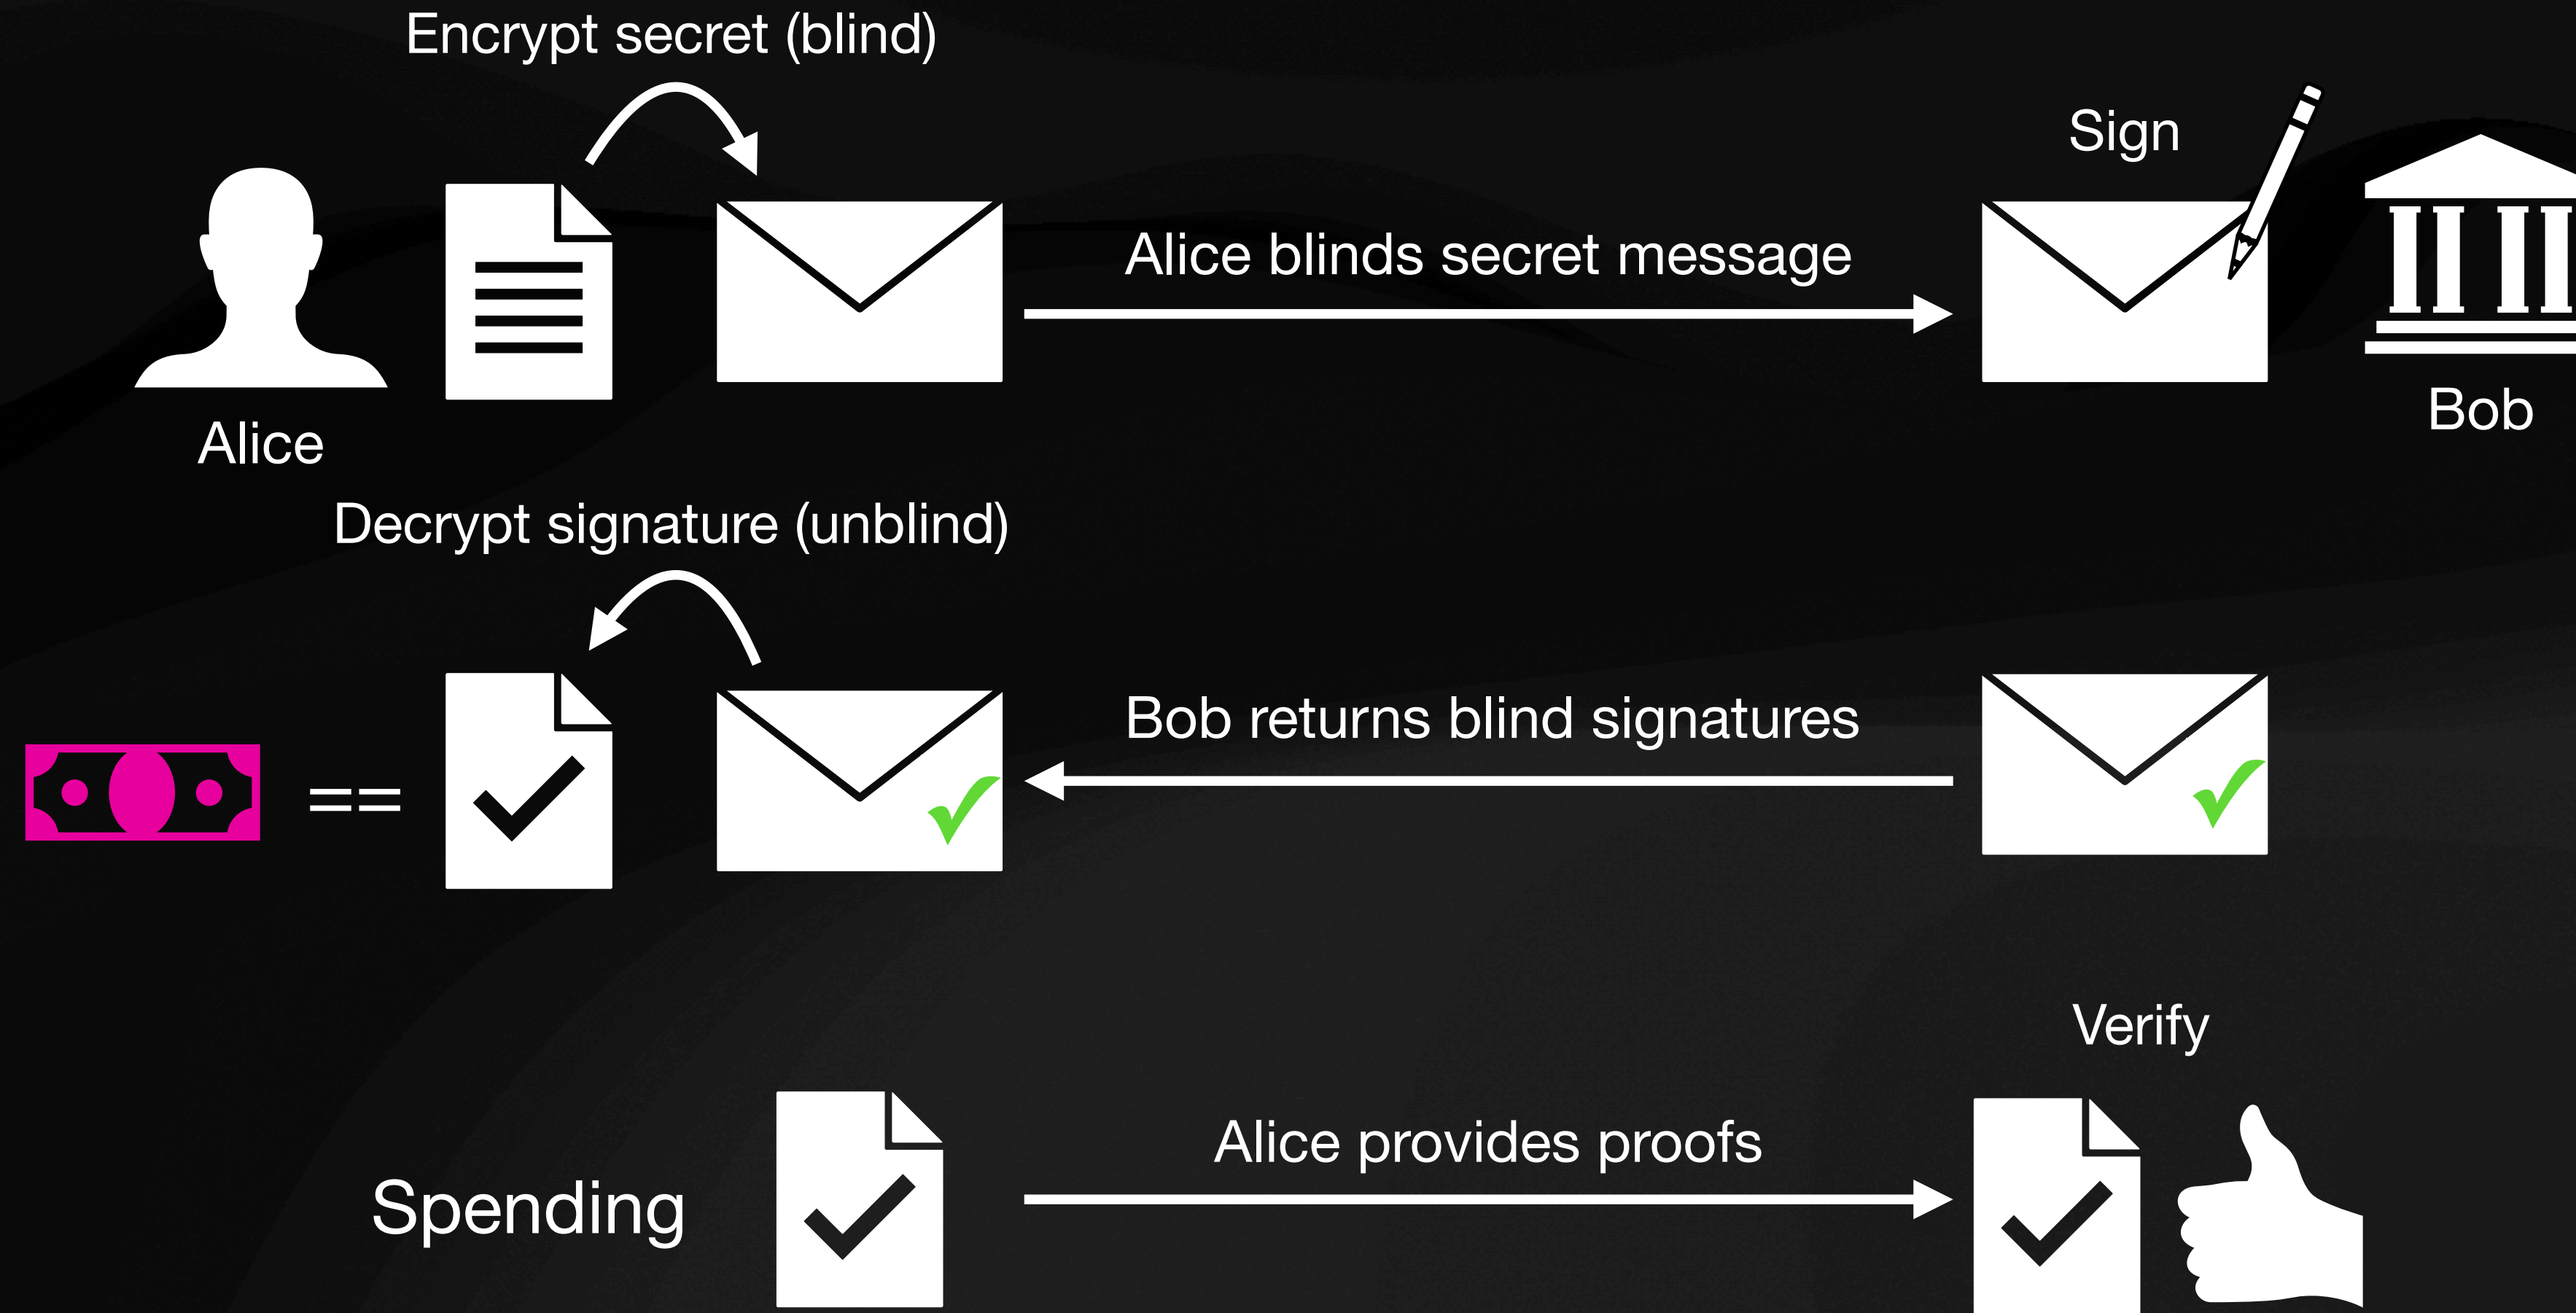 Encrypt secret (blind)
Sign
Alice blinds secret message
Alice
Bob
Decrypt signature (unblind)
Bob returns blind signatures
==
Verify
Alice provides proofs
Spending